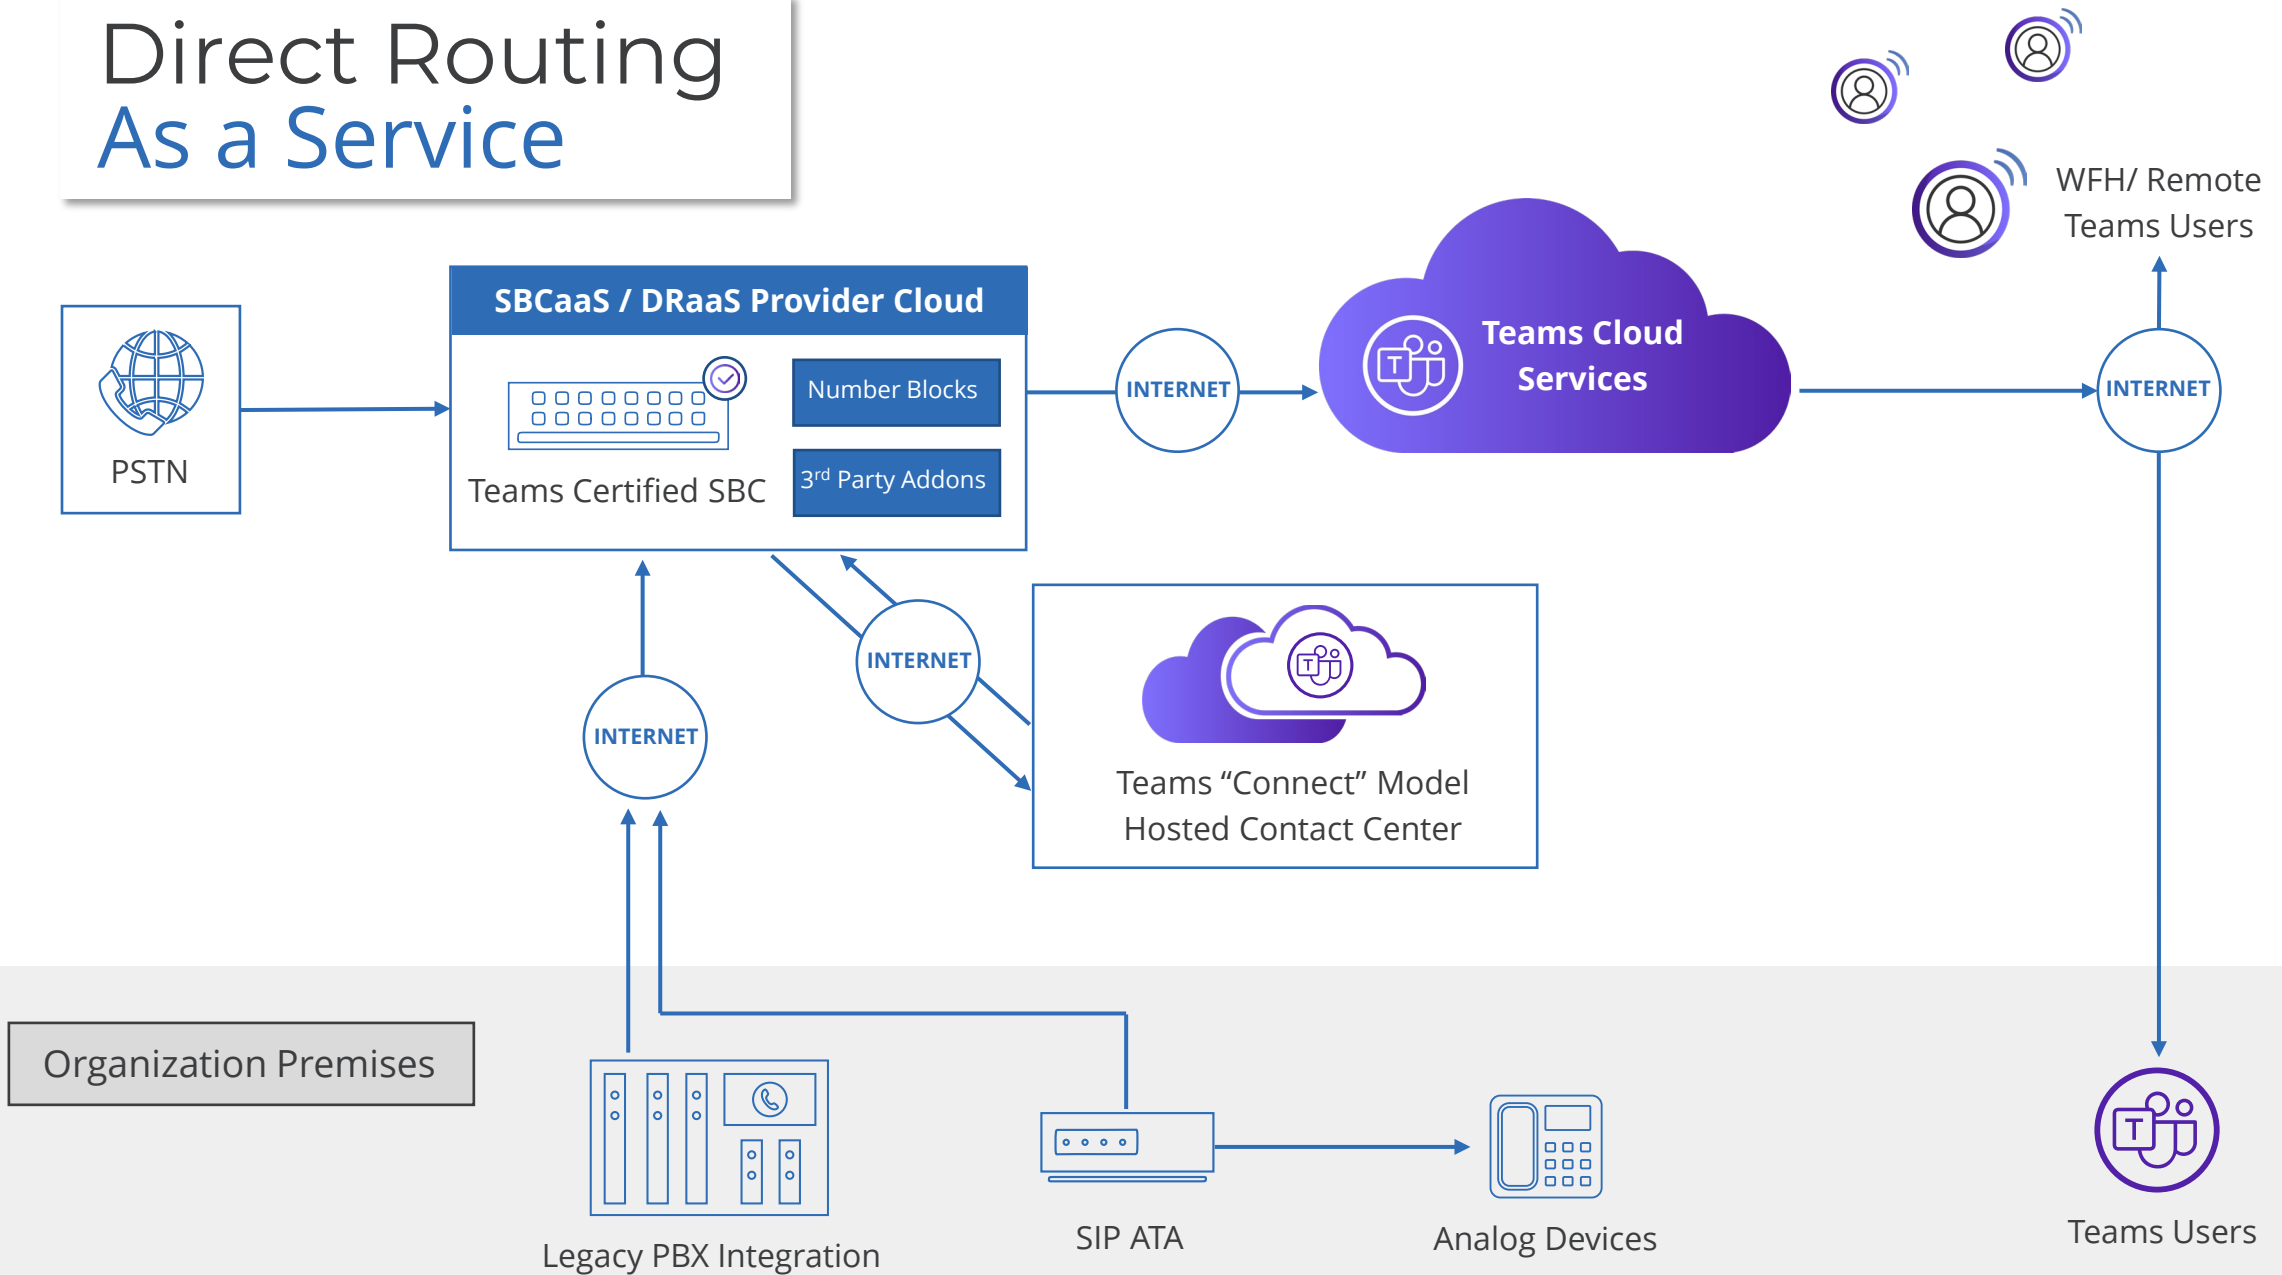 Direct Routing
As a Service
WFH/ Remote
Teams Users
SBCaaS / DRaaS Provider Cloud
PSTN
Teams Certified SBC
Number Blocks
3rd Party Addons
INTERNET
T
Teams Cloud
Services
INTERNET
INTERNET
INTERNET
T
Teams “Connect” Model
Hosted Contact Center
Organization Premises
Legacy PBX Integration
SIP ATA
Analog Devices
T
Teams Users